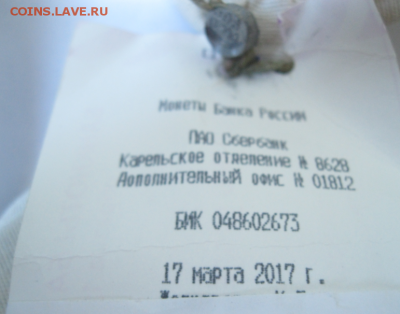 COINS.LAVE.RU
Монеты Банка России
ПАО Сбербанк
Карельское отделение № 8628
Дополнительный офис № 01812
БИК 048602673
17 марта 2017 г.